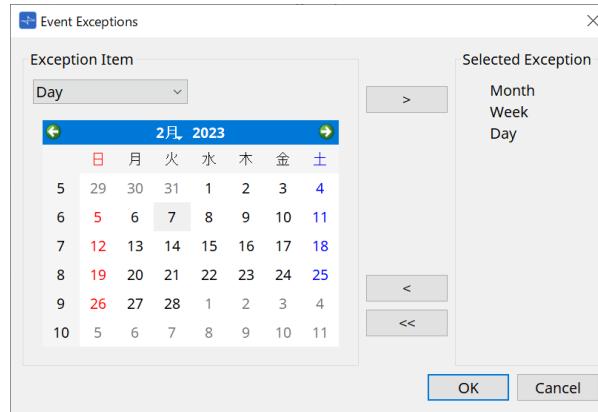 Event Exceptions
Exception Item
Selected Exception
Day
Month
Week
Day
>
2月, 2023
日 月 火 水 木 金 土
5 29 30 31 1 2 3 4
6 5 6 7 8 9 10 11
7 12 13 14 15 16 17 18
8 19 20 21 22 23 24 25
9 26 27 28 1 2 3 4
10 5 6 7 8 9 10 11
<
<<
OK
Cancel